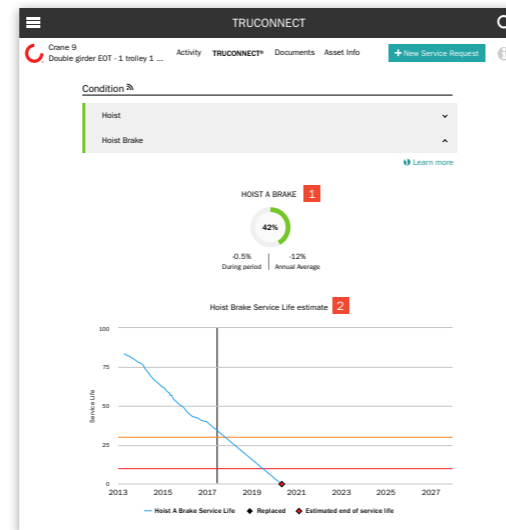 TRUCONNECT
Crane 9
Double girder EOT - 1 trolley 1 ...
Activity TRUCONNECT® Documents Asset Info
+ New Service Request
Condition
Hoist
Hoist Brake
Learn more
HOIST A BRAKE 1
42%
-0.5% -12%
During period Annual Average
Hoist Brake Service Life estimate 2
100
75
50
25
0
Service Life
2013 2015 2017 2019 2021 2023 2025 2027
Hoist A Brake Service Life Replaced Estimated end of service life